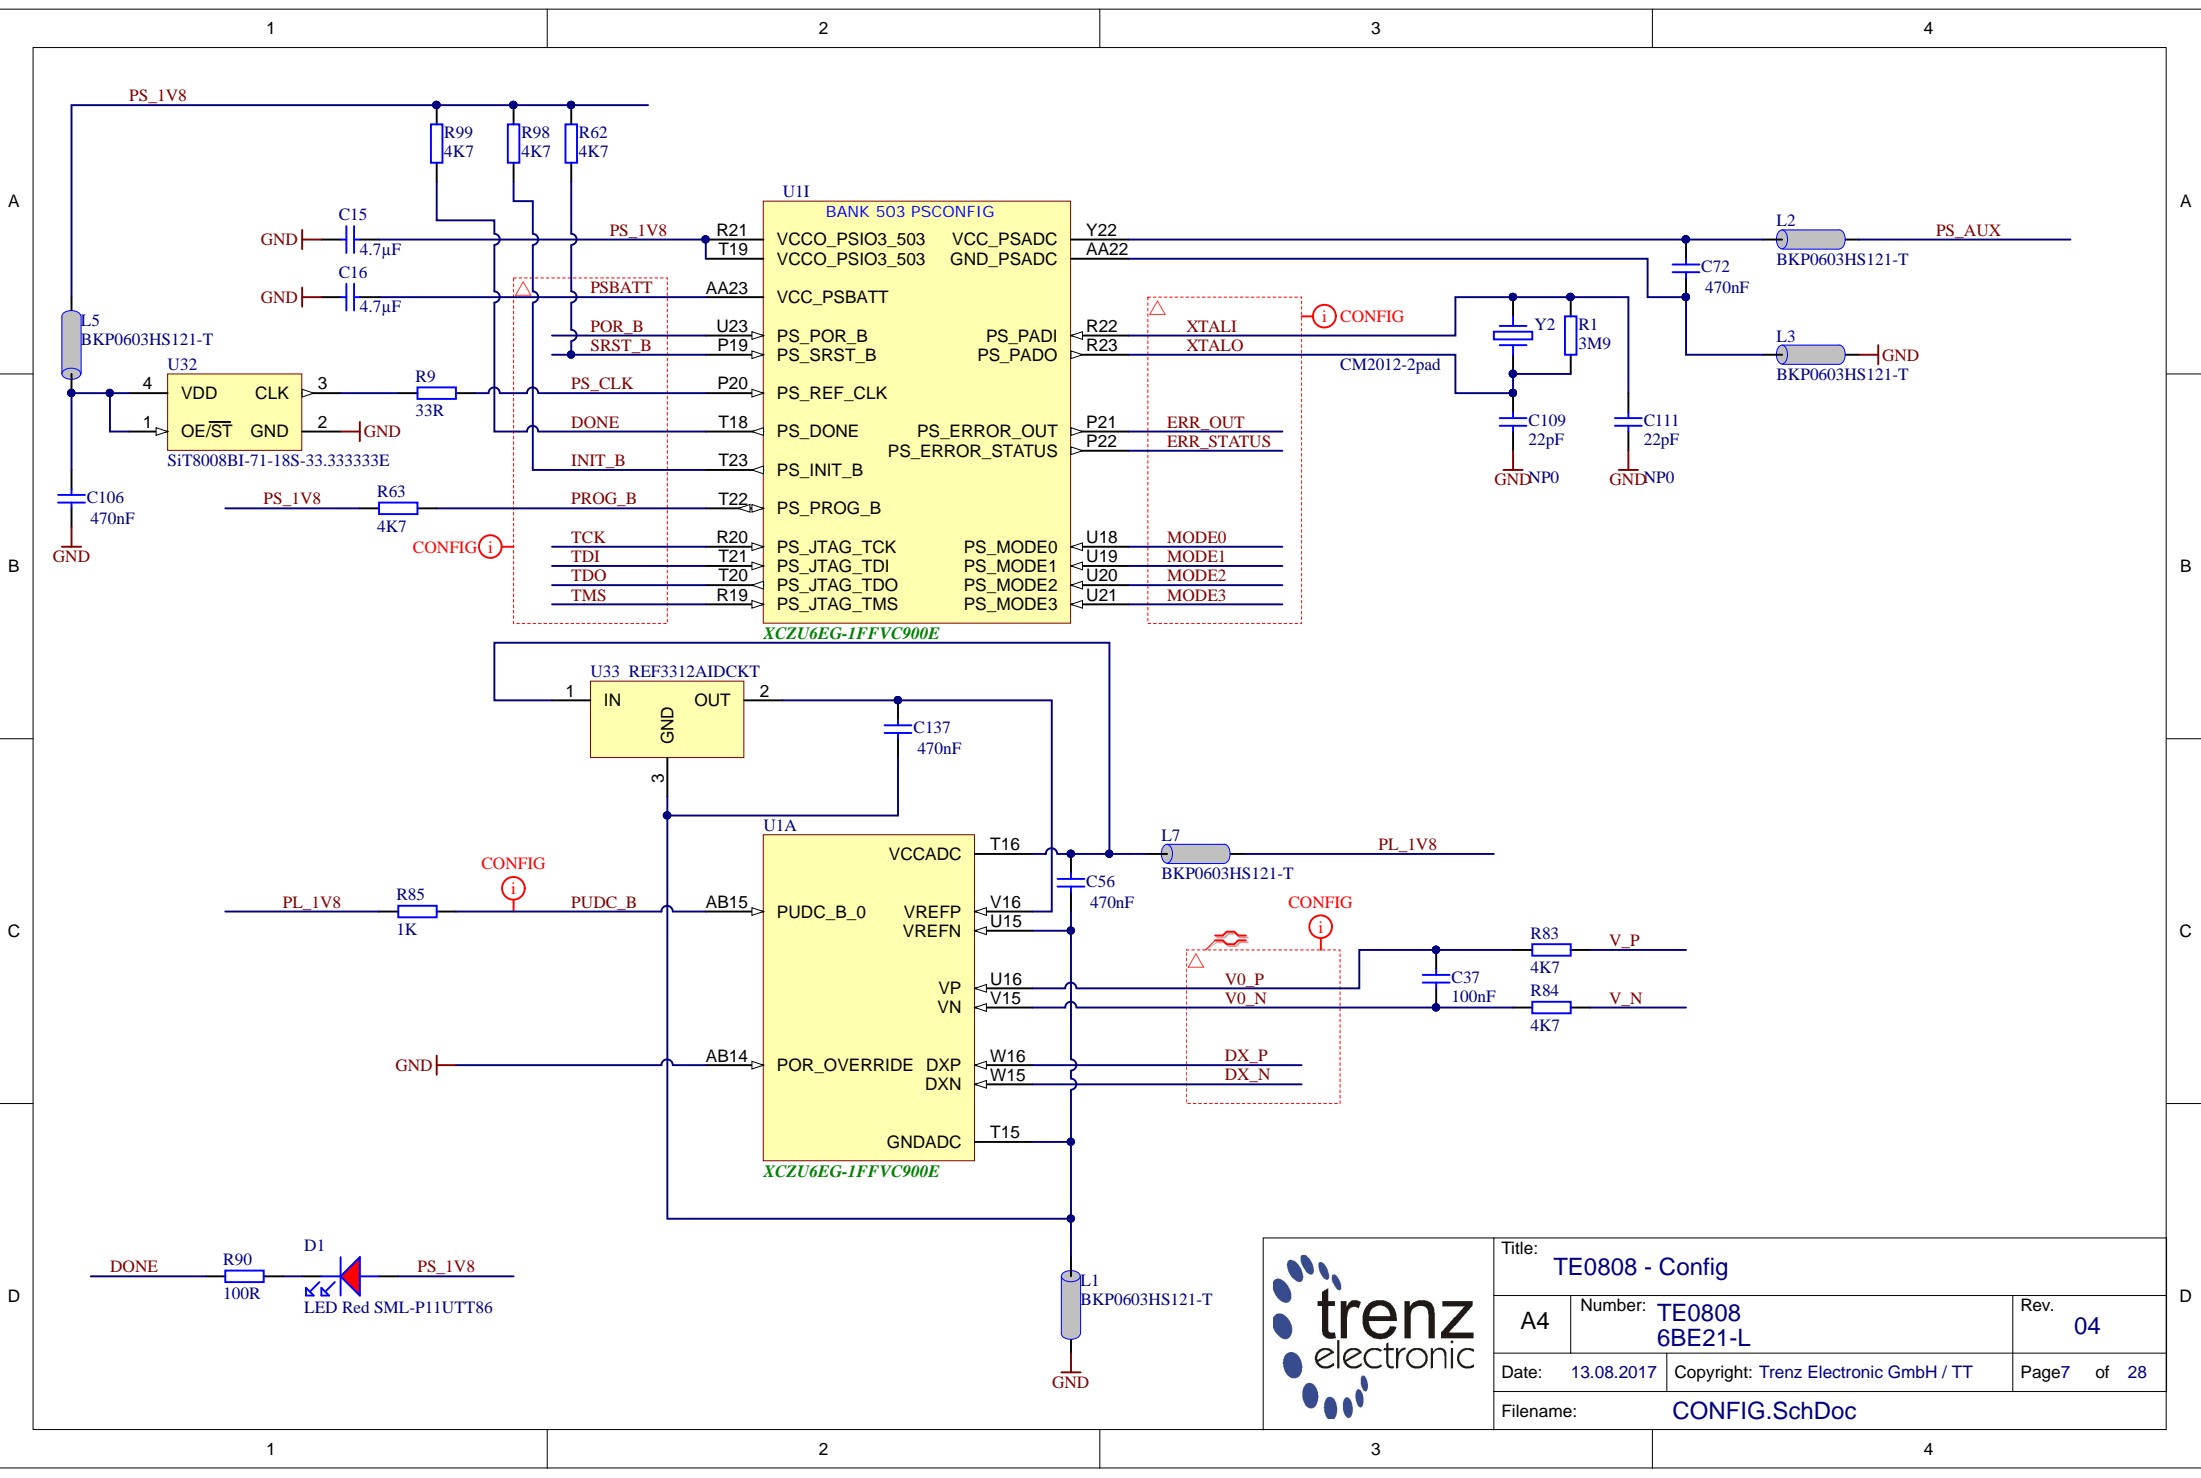 1 2 3 4
A
B
C
D
A
B
C
D
PS_1V8
R99
4K7
R98
4K7
R62
4K7
C15
4.7µF
GND
PS_1V8
C16
4.7µF
GND
PSBATT
L5
BKP0603HS121-T
POR_B
SRST_B
U32
4 VDD CLK 3
1 OE/ST GND 2 GND
SiT8008BI-71-18S-33.333333E
R9
33R
PS_CLK
DONE
INIT_B
C106
470nF
GND
PS_1V8
R63
4K7
PROG_B
CONFIG i
TCK
TDI
TDO
TMS
U1I
BANK 503 PSCONFIG
R21 VCCO_PSIO3_503
T19 VCCO_PSIO3_503
AA23 VCC_PSBATT
U23 PS_POR_B
P19 PS_SRST_B
P20 PS_REF_CLK
T18 PS_DONE
T23 PS_INIT_B
T22 PS_PROG_B
R20 PS_JTAG_TCK
T21 PS_JTAG_TDI
T20 PS_JTAG_TDO
R19 PS_JTAG_TMS
VCC_PSADC Y22
GND_PSADC AA22
PS_PADI R22
PS_PADO R23
PS_ERROR_OUT P21
PS_ERROR_STATUS P22
PS_MODE0 U18
PS_MODE1 U19
PS_MODE2 U20
PS_MODE3 U21
XCZU6EG-1FFVC900E
i CONFIG
XTALI
XTALO
ERR_OUT
ERR_STATUS
MODE0
MODE1
MODE2
MODE3
L2
BKP0603HS121-T
PS_AUX
C72
470nF
L3
BKP0603HS121-T
GND
Y2
CM2012-2pad
R1
3M9
C109
22pF
GND NP0
C111
22pF
GND NP0
U33 REF3312AIDCKT
1 IN OUT 2
GND
3
C137
470nF
U1A
VCCADC T16
AB15 PUDC_B_0
VREFP V16
VREFN U15
VP U16
VN V15
AB14 POR_OVERRIDE
DXP W16
DXN W15
GNDADC T15
XCZU6EG-1FFVC900E
CONFIG
i
PL_1V8
R85
1K
PUDC_B
GND
L7
BKP0603HS121-T
PL_1V8
C56
470nF
CONFIG
i
V0_P
V0_N
DX_P
DX_N
C37
100nF
R83
4K7
V_P
R84
4K7
V_N
L1
BKP0603HS121-T
GND
DONE
R90
100R
D1
LED Red SML-P11UTT86
PS_1V8
trenz
electronic
Title:
TE0808 - Config
A4
Number: TE0808
6BE21-L
Rev.
04
Date: 13.08.2017
Copyright: Trenz Electronic GmbH / TT
Page7 of 28
Filename: CONFIG.SchDoc
1 2 3 4